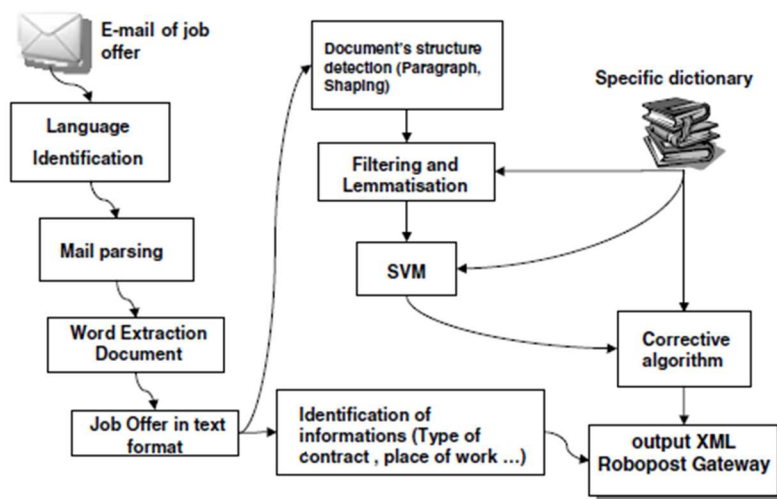 E-mail of job
offer
Language
Identification
Mail parsing
Word Extraction
Document
Job Offer in text
format
Document's structure
detection (Paragraph,
Shaping)
Filtering and
Lemmatisation
SVM
Specific dictionary
Corrective
algorithm
Identification of
informations (Type of
contract , place of work ...)
output XML
Robopost Gateway